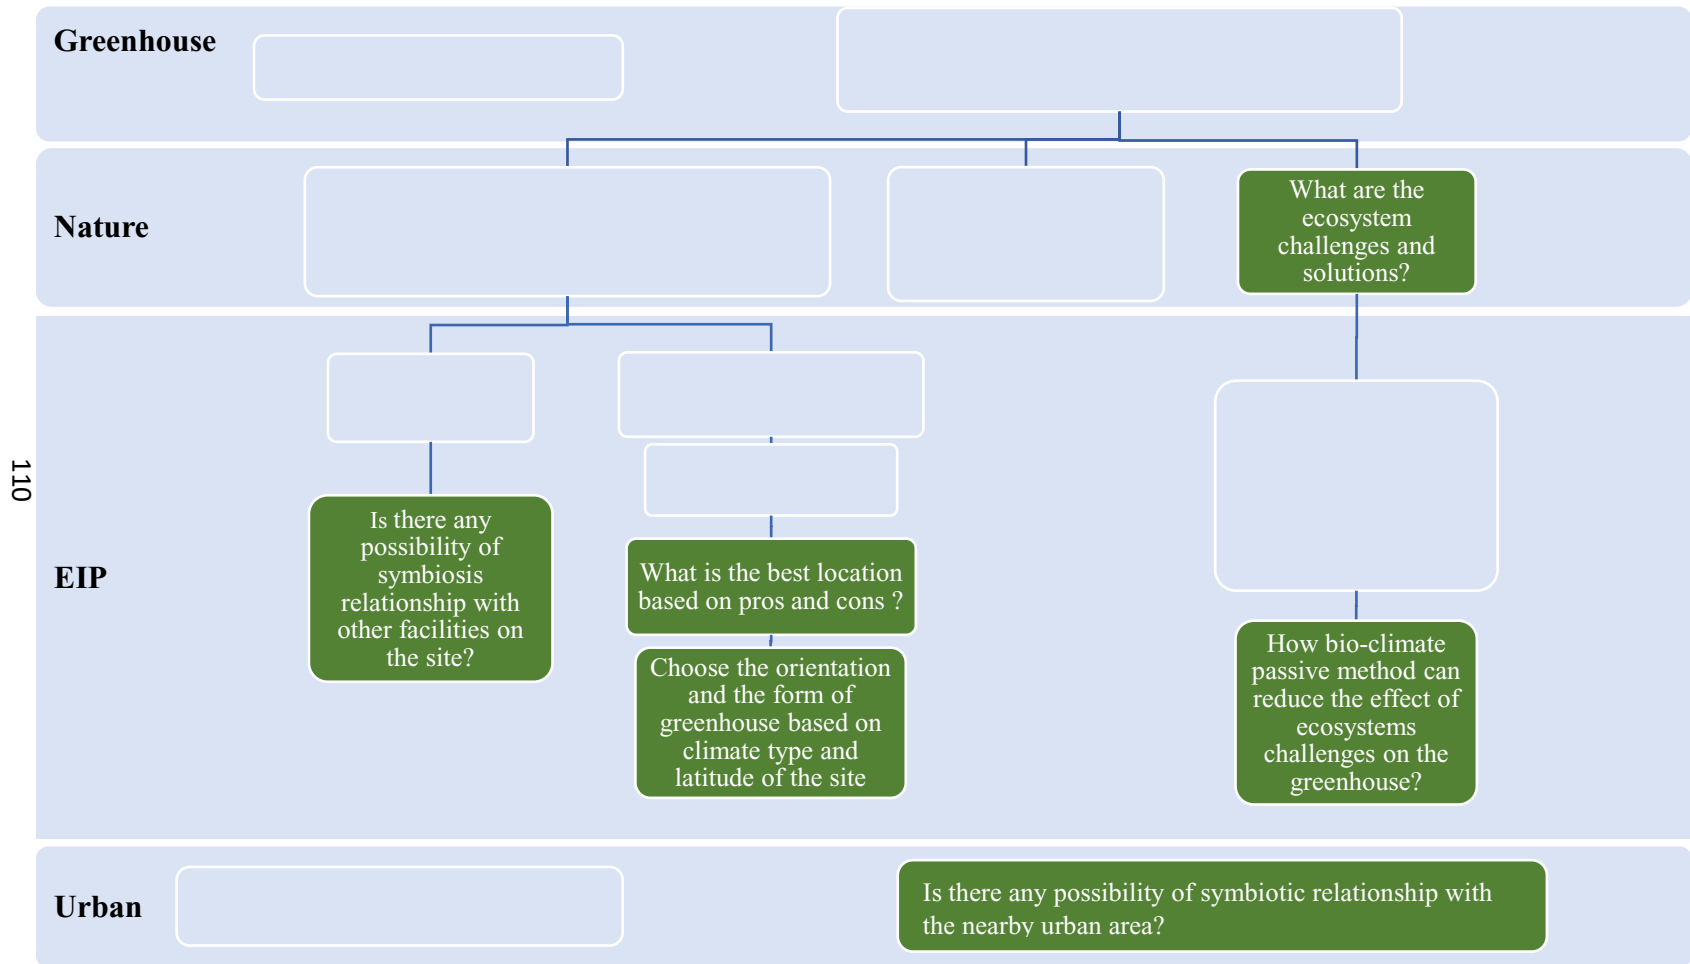 Greenhouse
Nature
What are the
ecosystem
challenges and
solutions?
EIP
Is there any
possibility of
symbiosis
relationship with
other facilities on
the site?
What is the best location
based on pros and cons ?
Choose the orientation
and the form of
greenhouse based on
climate type and
latitude of the site
How bio-climate
passive method can
reduce the effect of
ecosystems
challenges on the
greenhouse?
Urban
Is there any possibility of symbiotic relationship with
the nearby urban area?
110